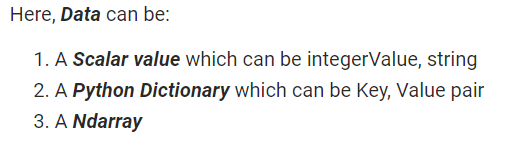 Here, Data can be:
1. A Scalar value which can be integerValue, string
2. A Python Dictionary which can be Key, Value pair
3. A Ndarray